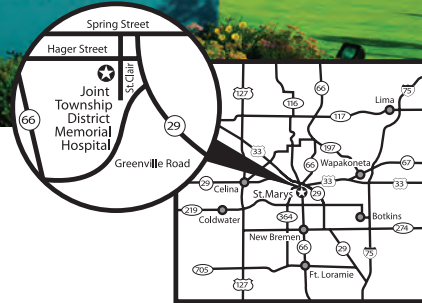 Spring Street
Hager Street
St.Clair
Joint
Township
District
Memorial
Hospital
66
29
Greenville Road
127
66
75
116
Lima
117
33
197
66
Wapakoneta
67
29
Celina
St.Marys
33
33
29
219
Coldwater
364
Botkins
New Bremen
274
66
29
75
705
Ft. Loramie
127